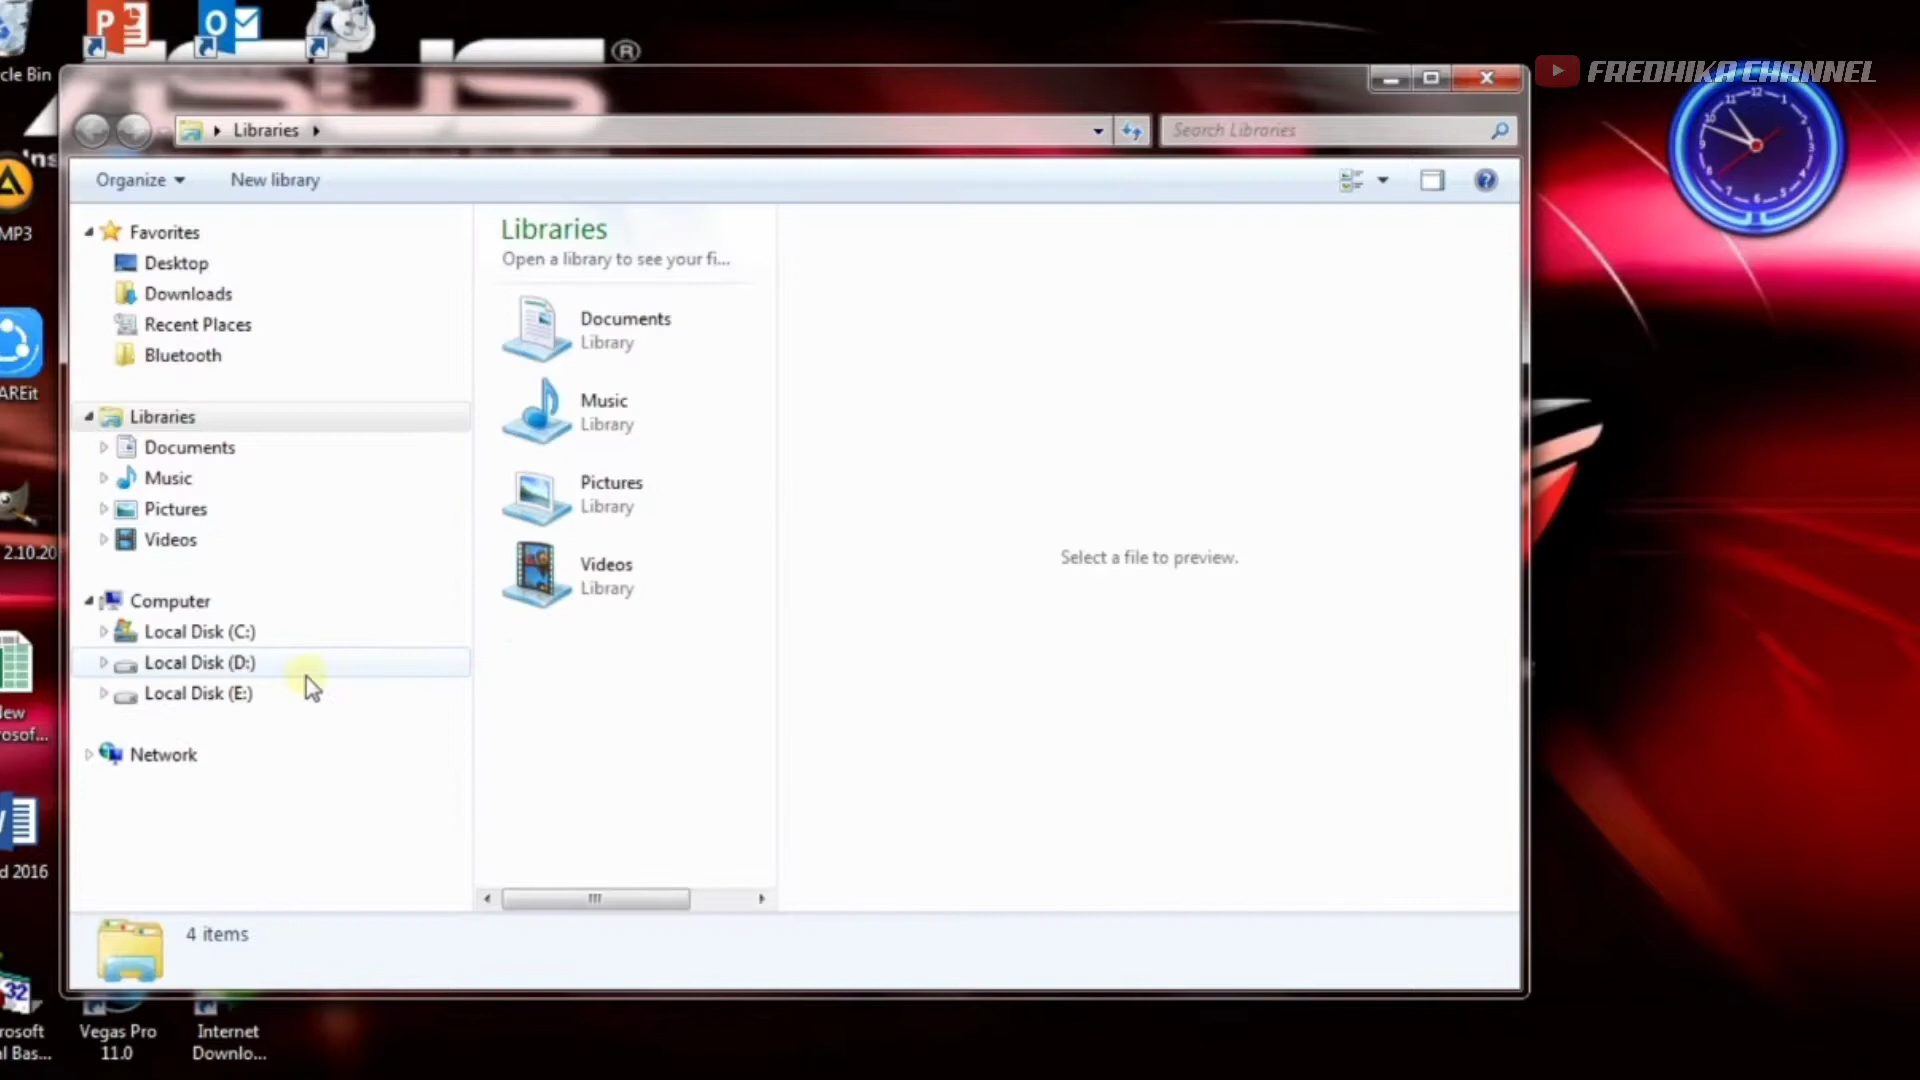 FREDHIKA CHANNEL
cle Bin
Libraries
Search Libraries
Organize
New library
Favorites
Desktop
Downloads
Recent Places
Bluetooth
Libraries
Documents
Music
Pictures
Videos
Computer
Local Disk (C:)
Local Disk (D:)
Local Disk (E:)
Network
Libraries
Open a library to see your fi...
Documents
Library
Music
Library
Pictures
Library
Videos
Library
Select a file to preview.
4 items
MP3
AREit
2.10.20
rosof...
d 2016
rosoft
l Bas...
Vegas Pro
11.0
Internet
Downlo...